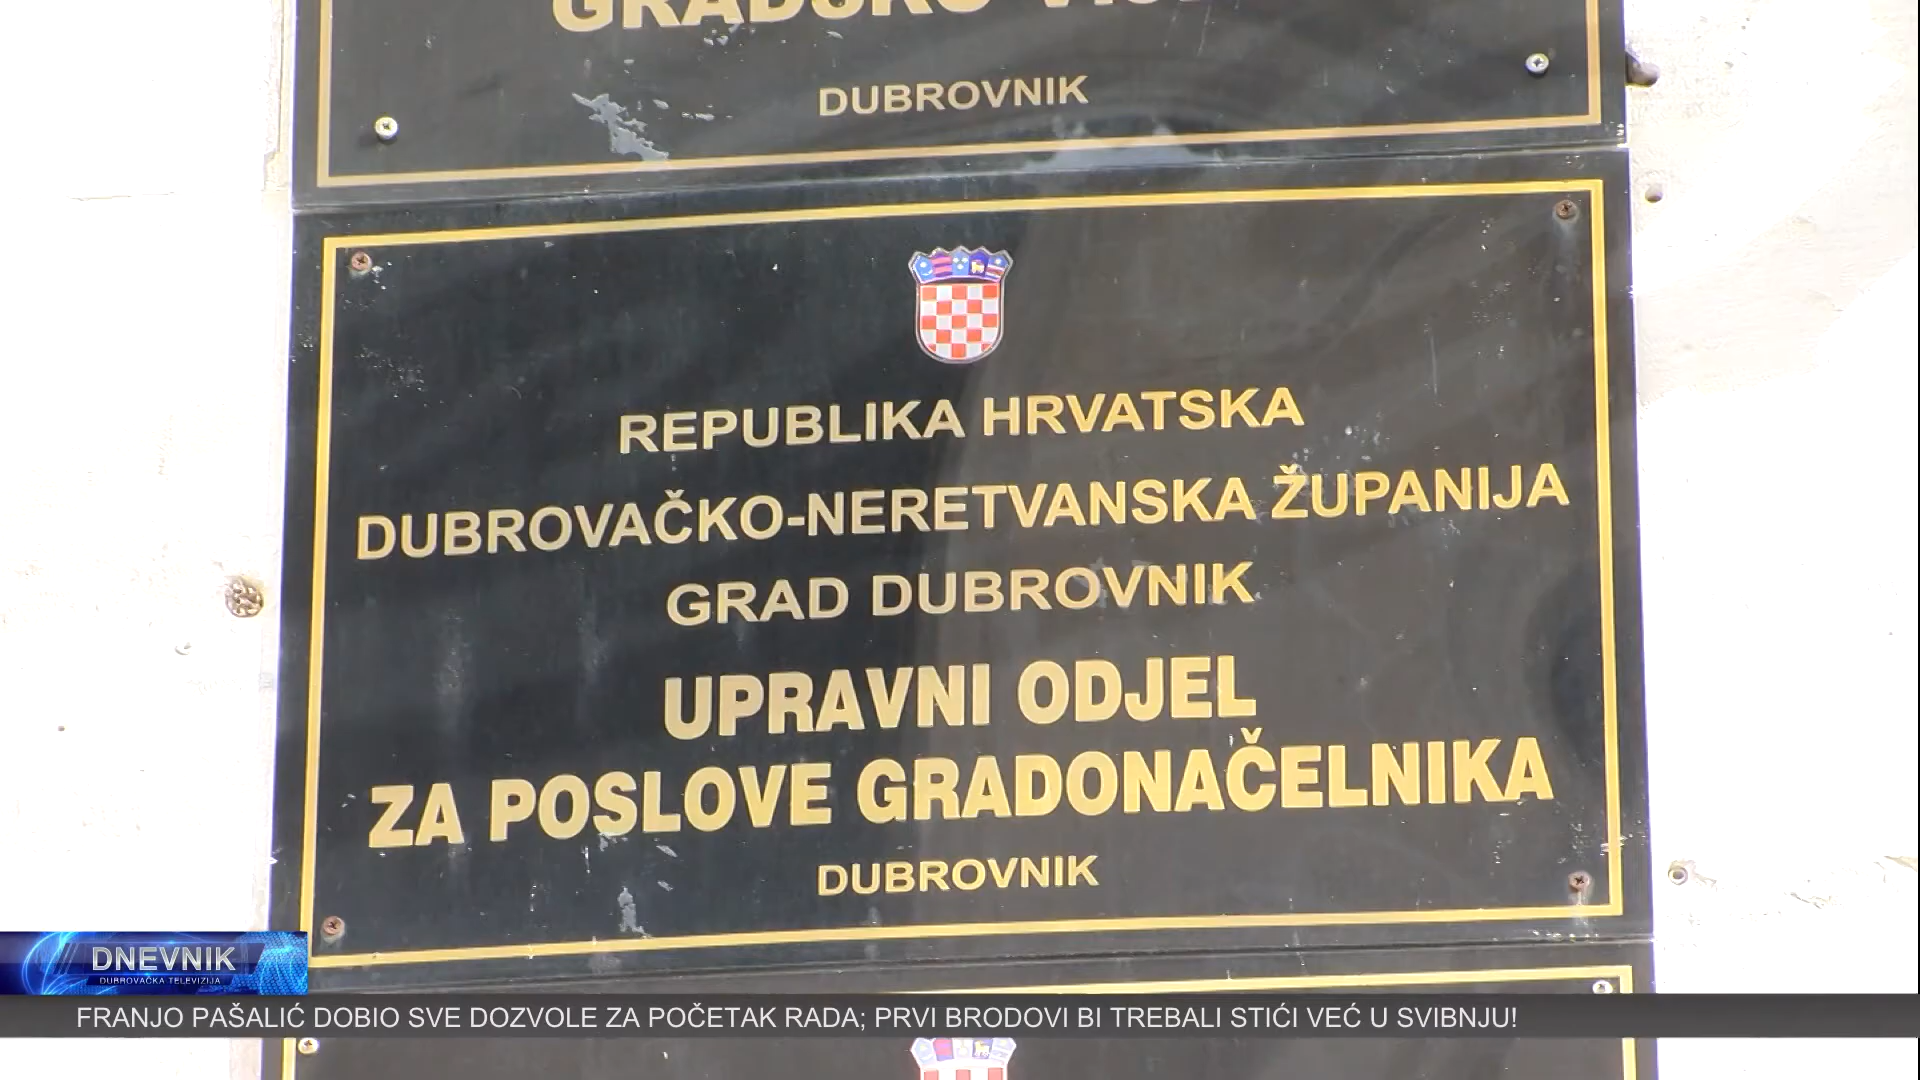 GRADSKO
DUBROVNIK
REPUBLIKA HRVATSKA
DUBROVAČKO-NERETVANSKA ŽUPANIJA
GRAD DUBROVNIK
UPRAVNI ODJEL
ZA POSLOVE GRADONAČELNIKA
DUBROVNIK
DNEVNIK
DUBROVAČKA TELEVIZIJA
FRANJO PAŠALIĆ DOBIO SVE DOZVOLE ZA POČETAK RADA; PRVI BRODOVI BI TREBALI STIĆI VEĆ U SVIBNJU!